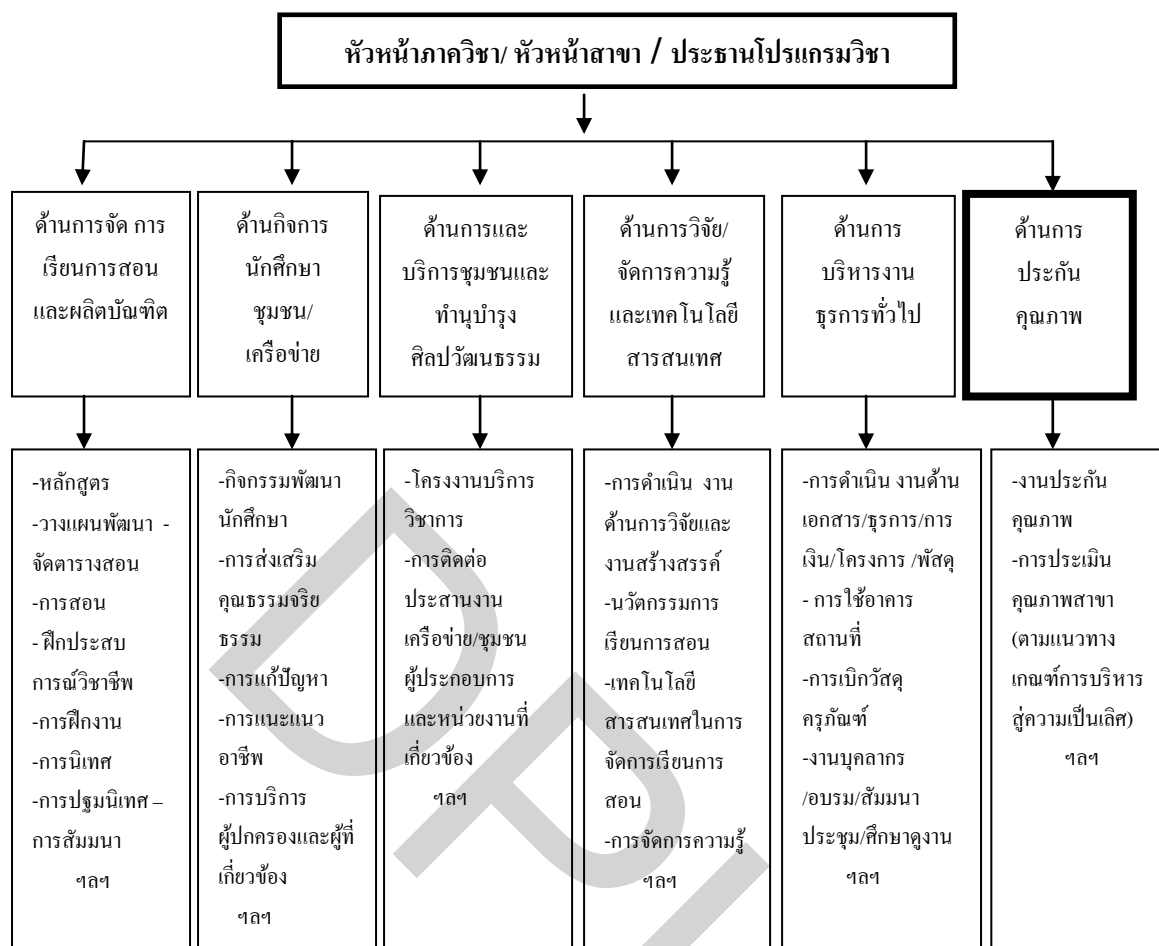 หัวหน้าภาควิชา/ หัวหน้าสาขา / ประธานโปรแกรมวิชา
ด้านการจัด การ
เรียนการสอน
และผลิตบัณฑิต
ด้านกิจการ
นักศึกษา
ชุมชน/
เครือข่าย
ด้านการและ
บริการชุมชนและ
ทำนุบำรุง
ศิลปวัฒนธรรม
ด้านการวิจัย/
จัดการความรู้
และเทคโนโลยี
สารสนเทศ
ด้านการ
บริหารงาน
ธุรการทั่วไป
ด้านการ
ประกัน
คุณภาพ
-หลักสูตร
-วางแผนพัฒนา -
จัดตารางสอน
-การสอน
- ฝึกประสบ
การณ์วิชาชีพ
-การฝึกงาน
-การนิเทศ
-การปฐมนิเทศ –
การสัมมนา
ฯลฯ
-กิจกรรมพัฒนา
นักศึกษา
-การส่งเสริม
คุณธรรมจริย
ธรรม
-การแก้ปัญหา
-การแนะแนว
อาชีพ
-การบริการ
ผู้ปกครองและผู้ที่
เกี่ยวข้อง
ฯลฯ
-โครงงานบริการ
วิชาการ
-การติดต่อ
ประสานงาน
เครือข่าย/ชุมชน
ผู้ประกอบการ
และหน่วยงานที่
เกี่ยวข้อง
ฯลฯ
-การดำเนิน งาน
ด้านการวิจัยและ
งานสร้างสรรค์
-นวัตกรรมการ
เรียนการสอน
-เทคโนโลยี
สารสนเทศในการ
จัดการเรียนการ
สอน
-การจัดการความรู้
ฯลฯ
-การดำเนิน งานด้าน
เอกสาร/ธุรการ/การ
เงิน/โครงการ /พัสดุ
- การใช้อาคาร
สถานที่
-การเบิกวัสดุ
ครุภัณฑ์
-งานบุคลากร
/อบรม/สัมมนา
ประชุม/ศึกษาดูงาน
ฯลฯ
-งานประกัน
คุณภาพ
-การประเมิน
คุณภาพสาขา
(ตามแนวทาง
เกณฑ์การบริหาร
สู่ความเป็นเลิศ)
ฯลฯ